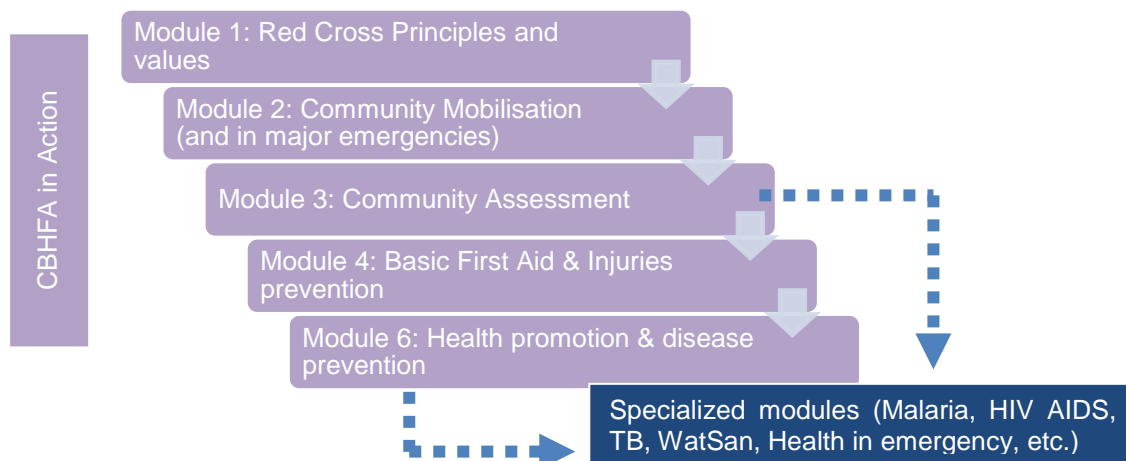 CBHFA in Action
Module 1: Red Cross Principles and
values
Module 2: Community Mobilisation
(and in major emergencies)
Module 3: Community Assessment
Module 4: Basic First Aid & Injuries
prevention
Module 6: Health promotion & disease
prevention
Specialized modules (Malaria, HIV AIDS,
TB, WatSan, Health in emergency, etc.)